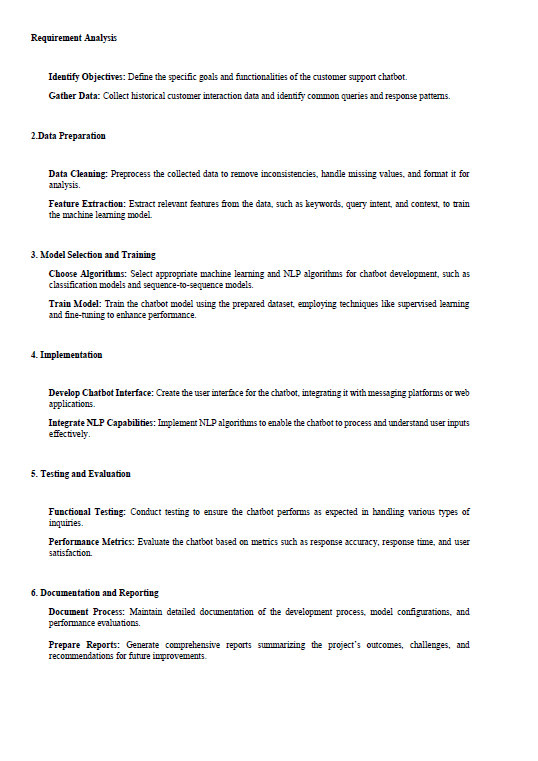 Requirement Analysis
Identify Objectives: Define the specific goals and functionalities of the customer support chatbot.
Gather Data: Collect historical customer interaction data and identify common queries and response patterns.
2.Data Preparation
Data Cleaning: Preprocess the collected data to remove inconsistencies, handle missing values, and format it for
analysis.
Feature Extraction: Extract relevant features from the data, such as keywords, query intent, and context, to train
the machine learning model.
3. Model Selection and Training
Choose Algorithms: Select appropriate machine learning and NLP algorithms for chatbot development, such as
classification models and sequence-to-sequence models.
Train Model: Train the chatbot model using the prepared dataset, employing techniques like supervised learning
and fine-tuning to enhance performance.
4. Implementation
Develop Chatbot Interface: Create the user interface for the chatbot, integrating it with messaging platforms or web
applications.
Integrate NLP Capabilities: Implement NLP algorithms to enable the chatbot to process and understand user inputs
effectively.
5. Testing and Evaluation
Functional Testing: Conduct testing to ensure the chatbot performs as expected in handling various types of
inquiries.
Performance Metrics: Evaluate the chatbot based on metrics such as response accuracy, response time, and user
satisfaction.
6. Documentation and Reporting
Document Process: Maintain detailed documentation of the development process, model configurations, and
performance evaluations.
Prepare Reports: Generate comprehensive reports summarizing the project's outcomes, challenges, and
recommendations for future improvements.